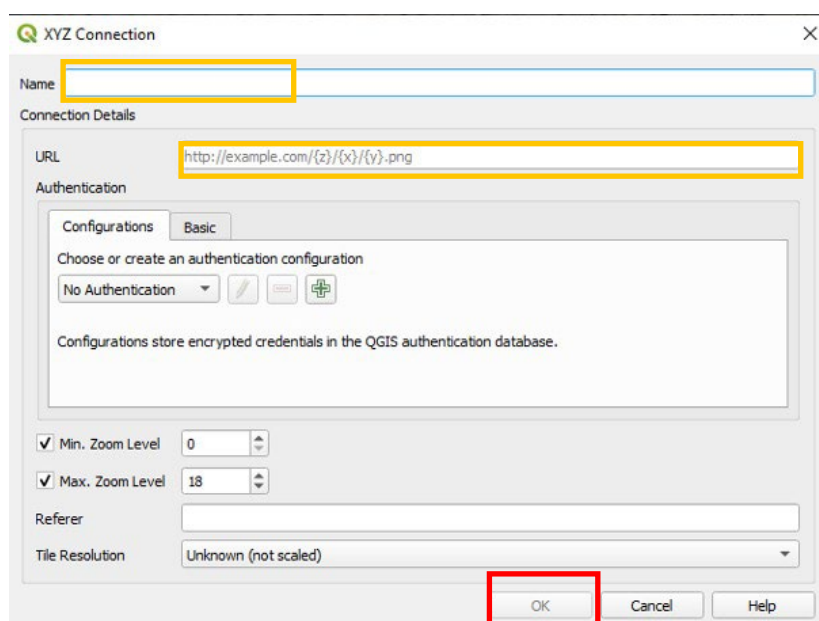 XYZ Connection
Name
Connection Details
URL http://example.com/{z}/{x}/{y}.png
Authentication
Configurations Basic
Choose or create an authentication configuration
No Authentication
Configurations store encrypted credentials in the QGIS authentication database.
Min. Zoom Level 0
Max. Zoom Level 18
Referer
Tile Resolution Unknown (not scaled)
OK Cancel Help